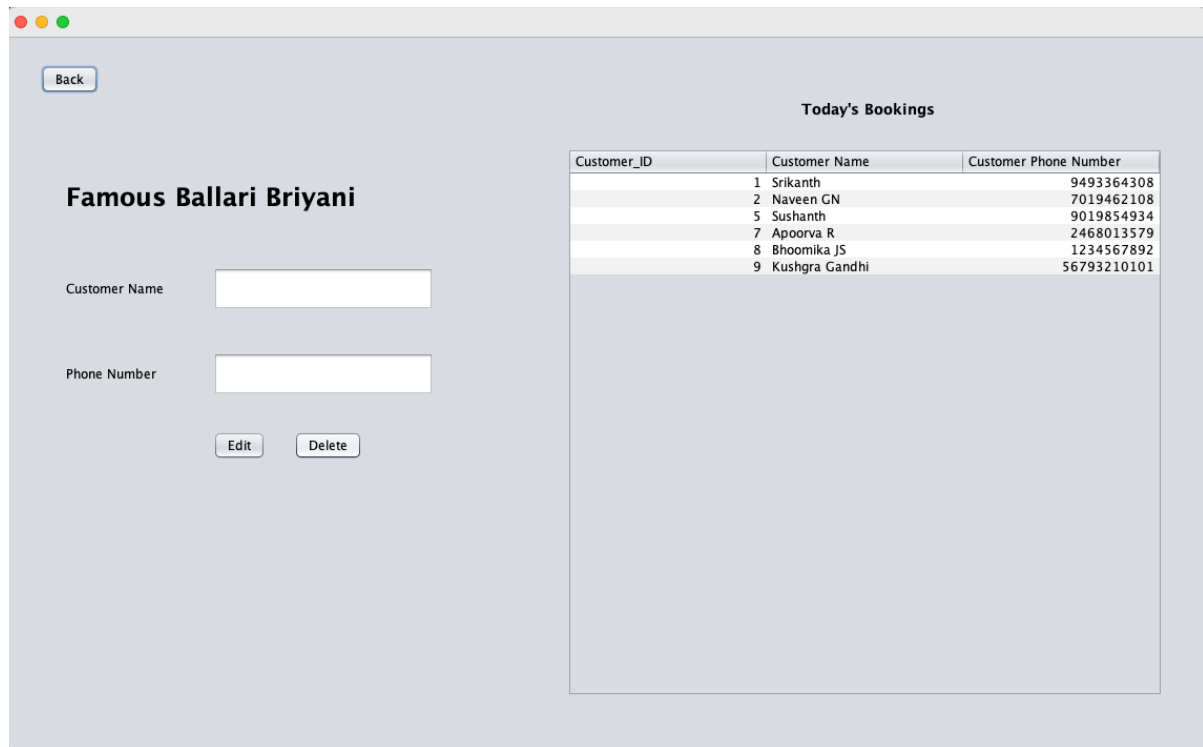 Back
Famous Ballari Briyani
Customer Name
Phone Number
Edit Delete
Today's Bookings
Customer_ID Customer Name Customer Phone Number
1 Srikanth 9493364308
2 Naveen GN 7019462108
5 Sushanth 9019854934
7 Apoorva R 2468013579
8 Bhoomika JS 1234567892
9 Kushgra Gandhi 56793210101